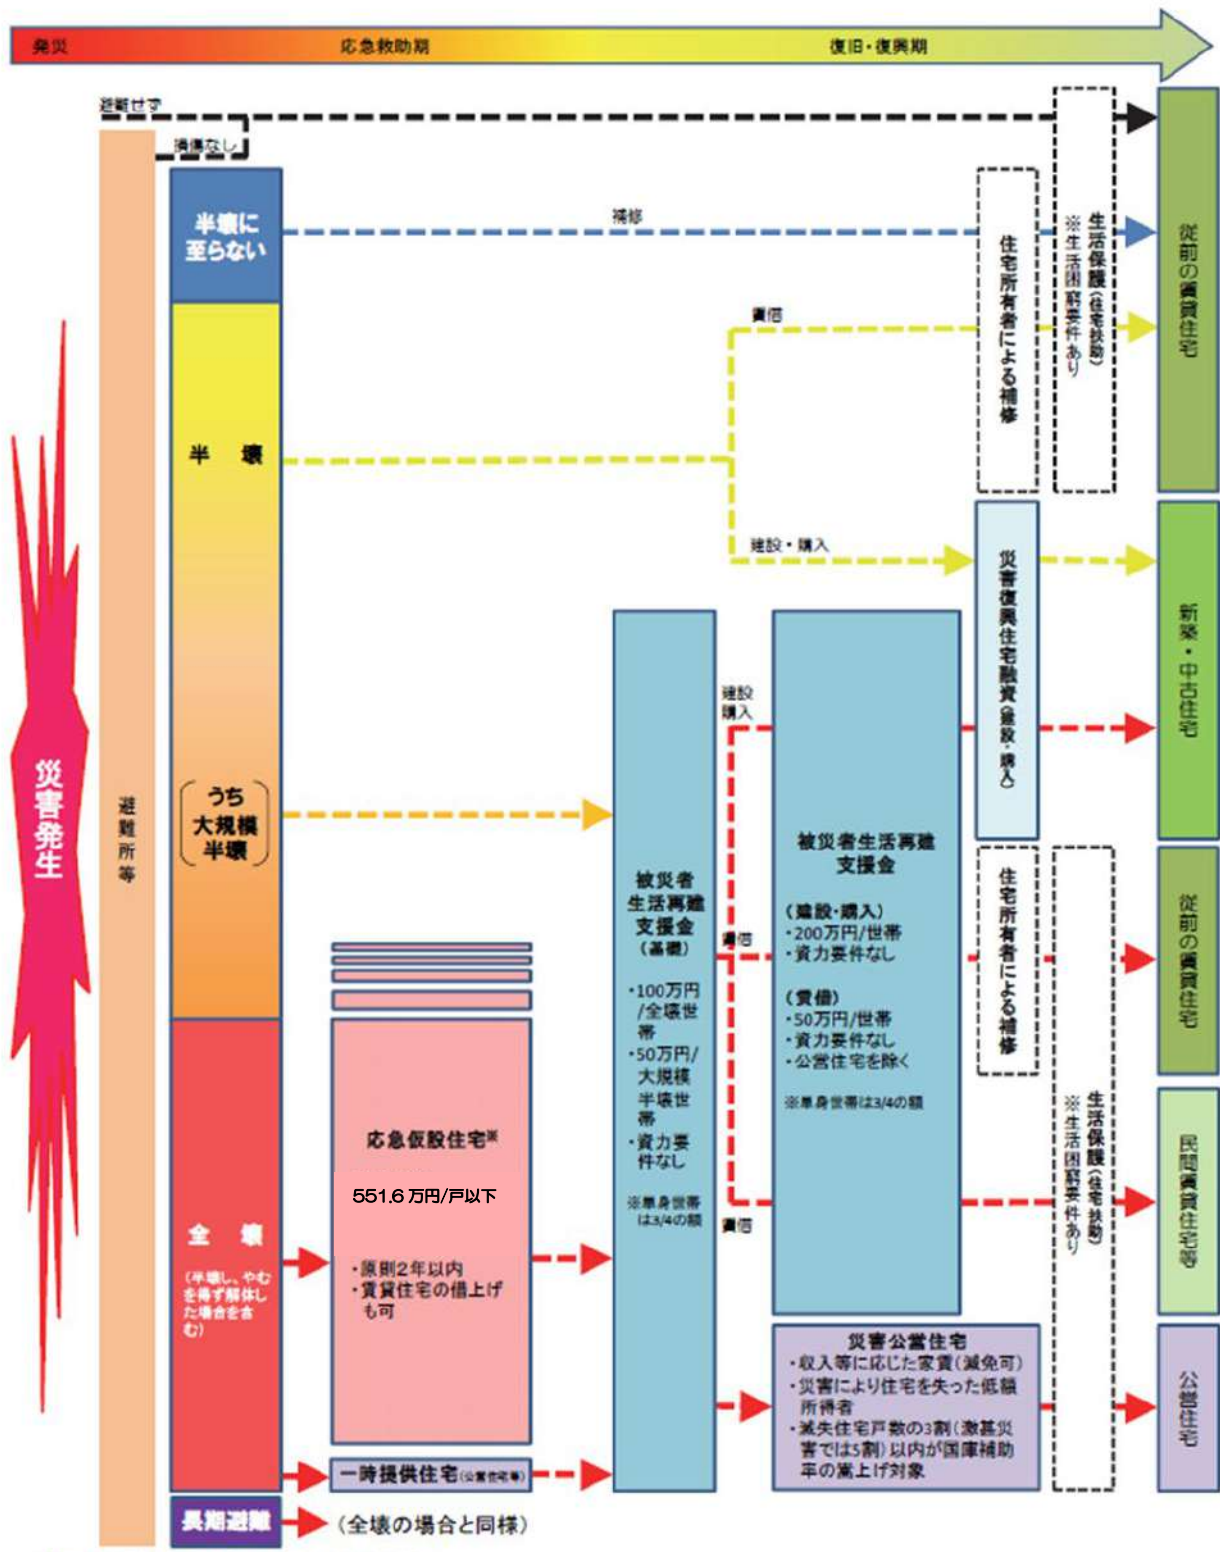 発災
応急救助期
復旧・復興期
避難せず
損傷なし
半壊に
至らない
補修
賃借
半　壊
建設・購入
うち
大規模
半壊
災害発生
避難所等
建設
購入
賃借
賃借
被災者
生活再建
支援金
(基礎)
・100万円
/全壊世
帯
・50万円/
大規模
半壊世
帯
・資力要
件なし
※単身世帯
は3/4の額
被災者生活再建
支援金
(建設・購入)
・200万円/世帯
・資力要件なし
(賃借)
・50万円/世帯
・資力要件なし
・公営住宅を除く
※単身世帯は3/4の額
応急仮設住宅※
551.6 万円/戸以下
・原則2年以内
・賃貸住宅の借上げ
も可
全　壊
(半壊し、やむ
を得ず解体し
た場合を含
む)
一時提供住宅(公営住宅等)
長期避難
(全壊の場合と同様)
災害公営住宅
・収入等に応じた家賃(減免可)
・災害により住宅を失った低額
所得者
・滅失住宅戸数の3割(激甚災
害では5割)以内が国庫補助
率の嵩上げ対象
住宅所有者による補修
生活保護(住宅扶助)
※生活困窮要件あり
従前の賃貸住宅
災害復興住宅融資(建設・購入)
新築・中古住宅
住宅所有者による補修
生活保護(住宅扶助)
※生活困窮要件あり
従前の賃貸住宅
民間賃貸住宅等
公営住宅